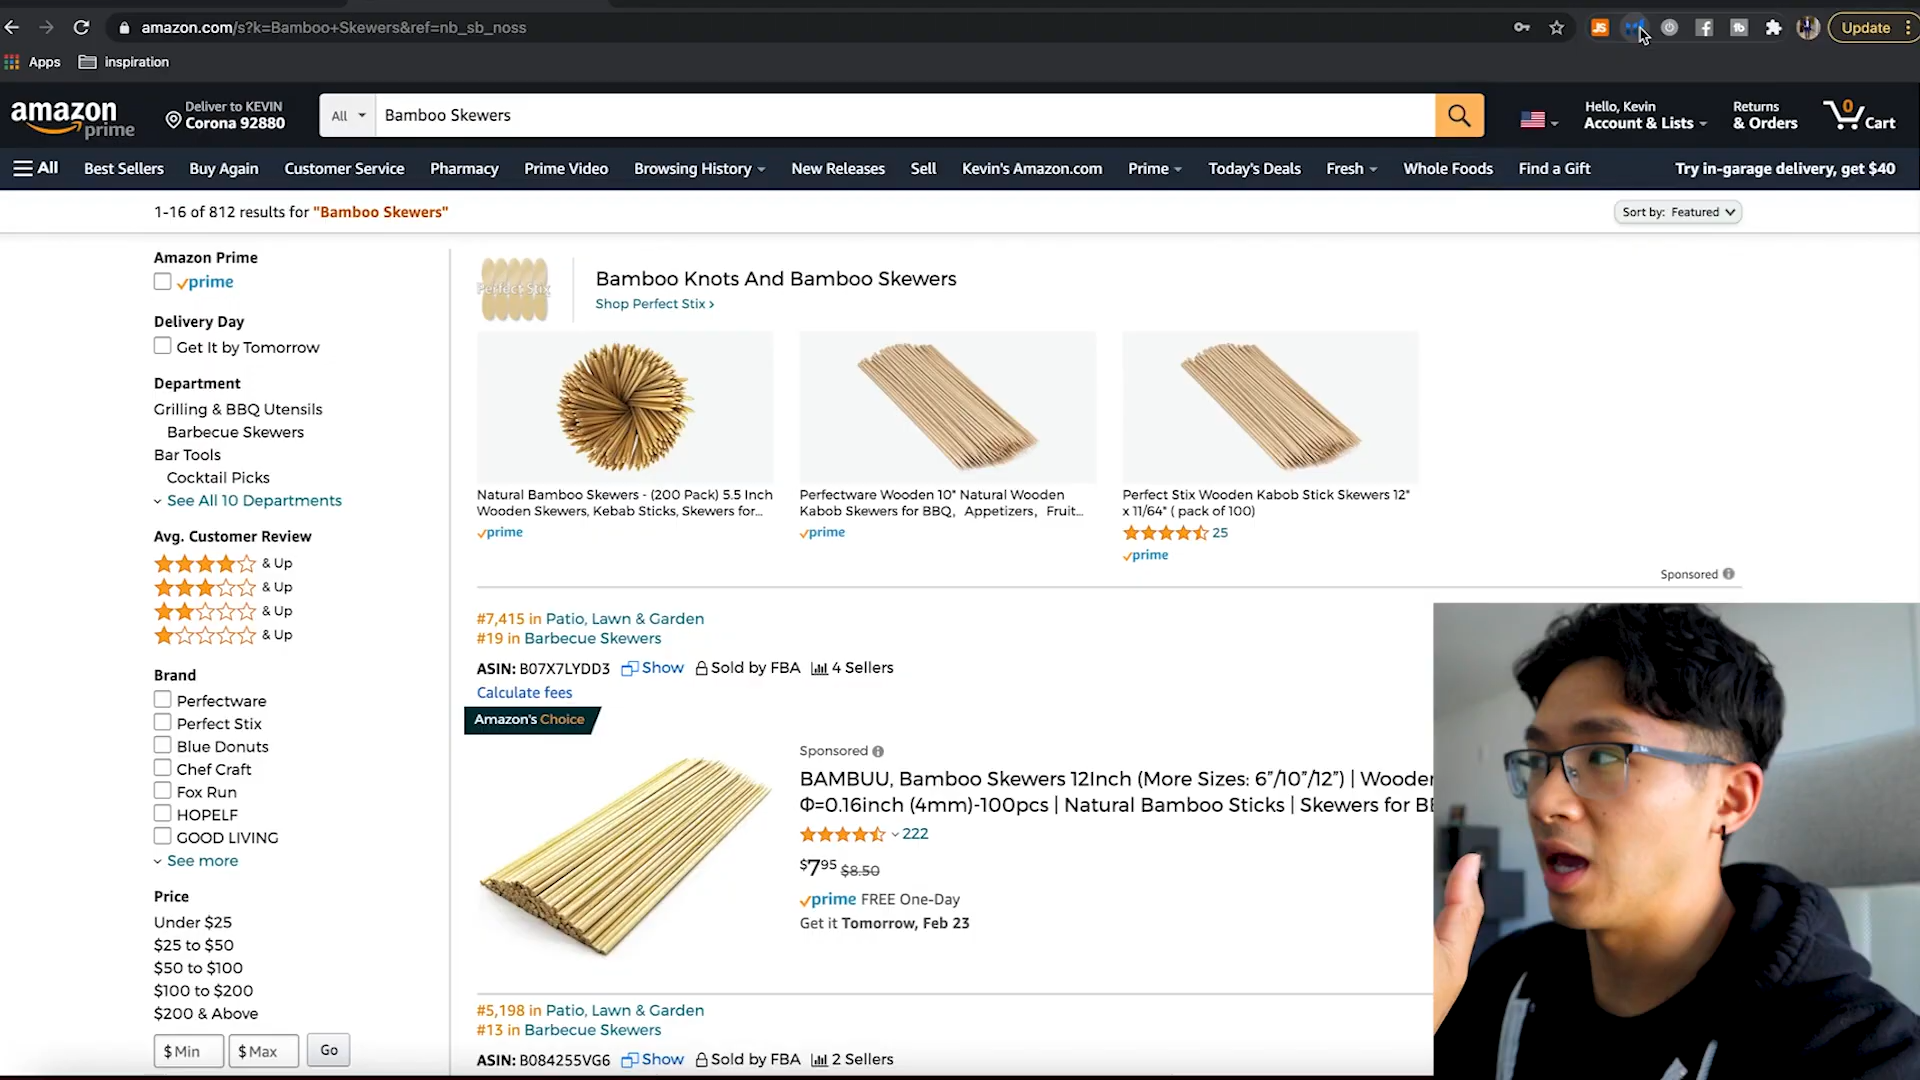 amazon.com/s?k=Bamboo+Skewers&ref=nb_sb_noss
JS
Update
Apps
inspiration
amazon prime
Deliver to KEVIN
Corona 92880
All
Bamboo Skewers
Hello, Kevin
Account & Lists
Returns
& Orders
0
Cart
All
Best Sellers
Buy Again
Customer Service
Pharmacy
Prime Video
Browsing History
New Releases
Sell
Kevin's Amazon.com
Prime
Today's Deals
Fresh
Whole Foods
Find a Gift
Try in-garage delivery, get $40
1-16 of 812 results for "Bamboo Skewers"
Sort by: Featured
Amazon Prime
prime
Delivery Day
Get It by Tomorrow
Department
Grilling & BBQ Utensils
Barbecue Skewers
Bar Tools
Cocktail Picks
See All 10 Departments
Avg. Customer Review
& Up
& Up
& Up
& Up
Brand
Perfectware
Perfect Stix
Blue Donuts
Chef Craft
Fox Run
HOPELF
GOOD LIVING
See more
Price
Under $25
$25 to $50
$50 to $100
$100 to $200
$200 & Above
$ Min
$ Max
Go
Perfect Stix
Bamboo Knots And Bamboo Skewers
Shop Perfect Stix ›
Natural Bamboo Skewers - (200 Pack) 5.5 Inch
Wooden Skewers, Kebab Sticks, Skewers for...
prime
Perfectware Wooden 10" Natural Wooden
Kabob Skewers for BBQ, Appetizers, Fruit...
prime
Perfect Stix Wooden Kabob Stick Skewers 12"
x 11/64" ( pack of 100)
25
prime
Sponsored
#7,415 in Patio, Lawn & Garden
#19 in Barbecue Skewers
ASIN: B07X7LYDD3 Show Sold by FBA 4 Sellers
Calculate fees
Amazon's Choice
Sponsored
BAMBUU, Bamboo Skewers 12Inch (More Sizes: 6”/10”/12”) | Wooden
Φ=0.16inch (4mm)-100pcs | Natural Bamboo Sticks | Skewers for
222
$7.95 $8.50
prime FREE One-Day
Get it Tomorrow, Feb 23
#5,198 in Patio, Lawn & Garden
#13 in Barbecue Skewers
ASIN: B084255VG6 Show Sold by FBA 2 Sellers